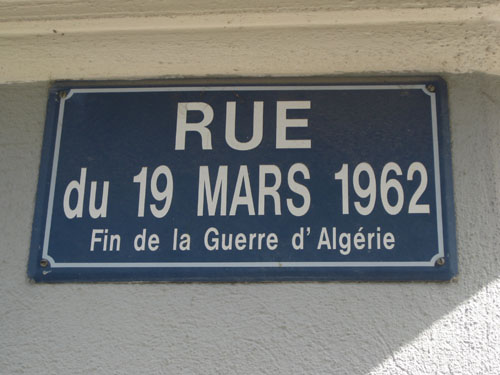 RUE
du 19 MARS 1962
Fin de la Guerre d'Algérie